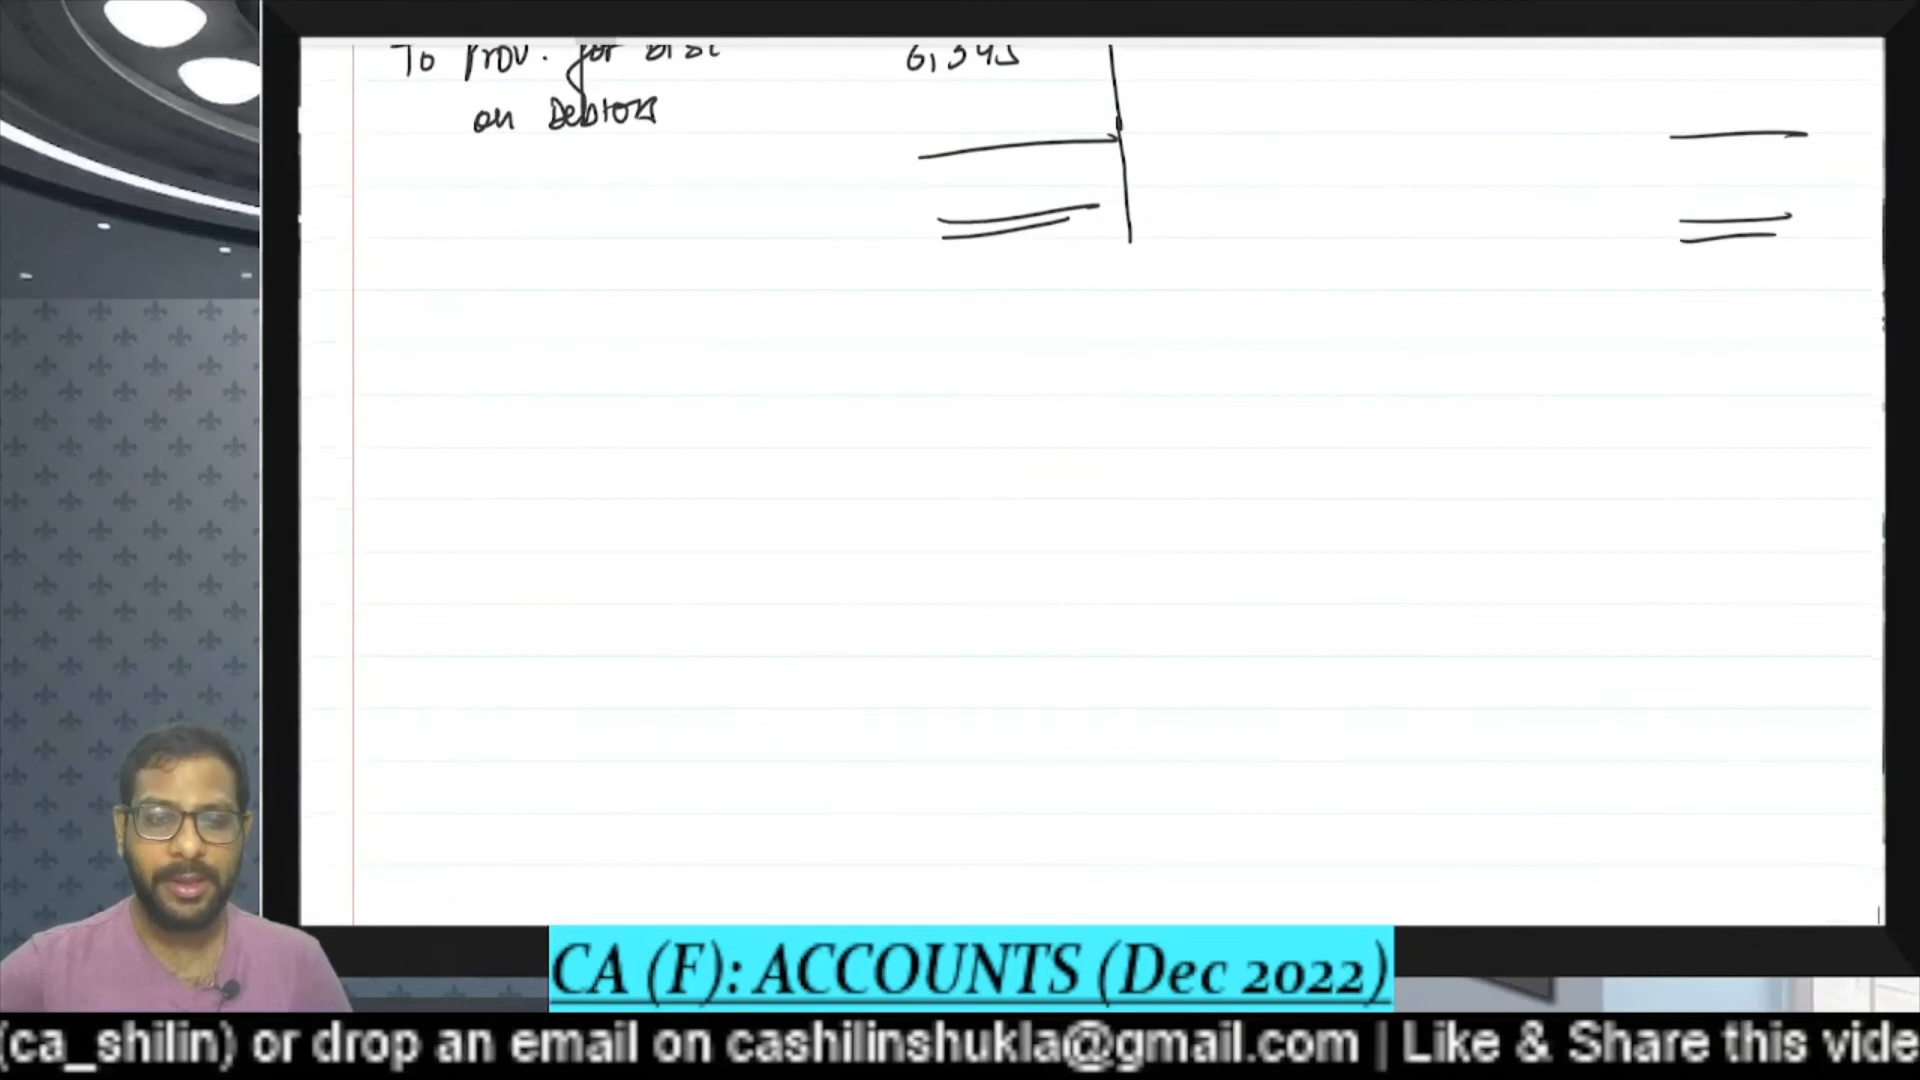 To Prov. for Disc 6,345
on Debtors
CA (F): ACCOUNTS (Dec 2022)
(ca_shilin) or drop an email on cashilinshukla@gmail.com | Like & Share this vide